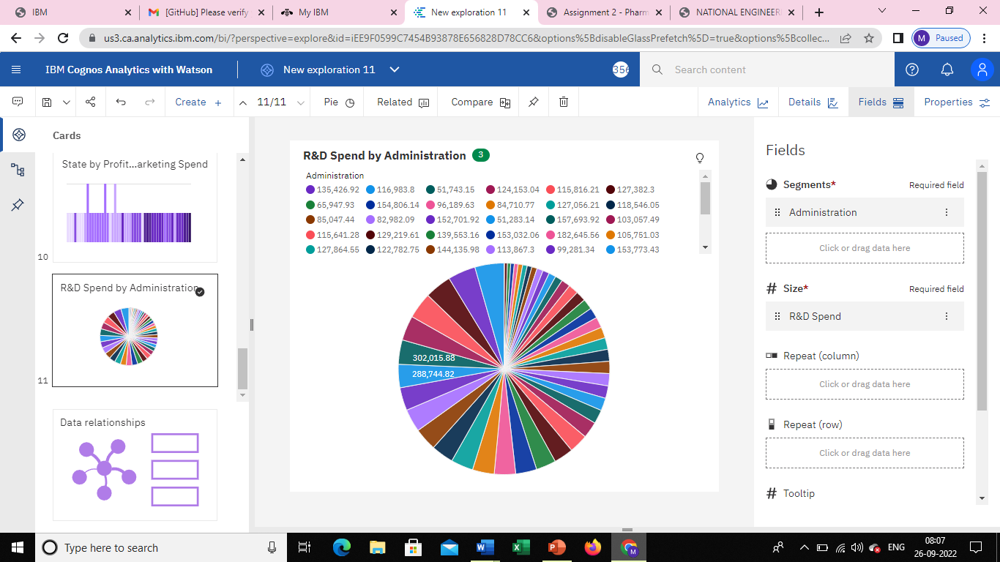 IBM
[GitHub] Please verify
My IBM
New exploration 11
Assignment 2 - Pharm
NATIONAL ENGINEER
us3.ca.analytics.ibm.com/bi/?perspective=explore&id=iEE9F0599C7454B93878E656828D78CC6&options%5BdisableGlassPrefetch%5D=true&options%5Bcollec...
M Paused
IBM Cognos Analytics with Watson
New exploration 11
356
Search content
Create
11/11
Pie
Related
Compare
Analytics
Details
Fields
Properties
Cards
State by Profit...arketing Spend
10
R&D Spend by Administration
11
Data relationships
R&D Spend by Administration 3
Administration
135,426.92 116,983.8 51,743.15 124,153.04 115,816.21 127,382.3
65,947.93 154,806.14 96,189.63 84,710.77 127,056.21 118,546.05
85,047.44 82,982.09 152,701.92 51,283.14 157,693.92 103,057.49
115,641.28 129,219.61 139,553.16 153,032.06 182,645.56 105,751.03
127,864.55 122,782.75 144,135.98 113,867.3 99,281.34 153,773.43
302,015.88
288,744.82
Fields
Segments* Required field
Administration
Click or drag data here
Size* Required field
R&D Spend
Repeat (column)
Click or drag data here
Repeat (row)
Click or drag data here
Tooltip
Type here to search
ENG
08:07
26-09-2022